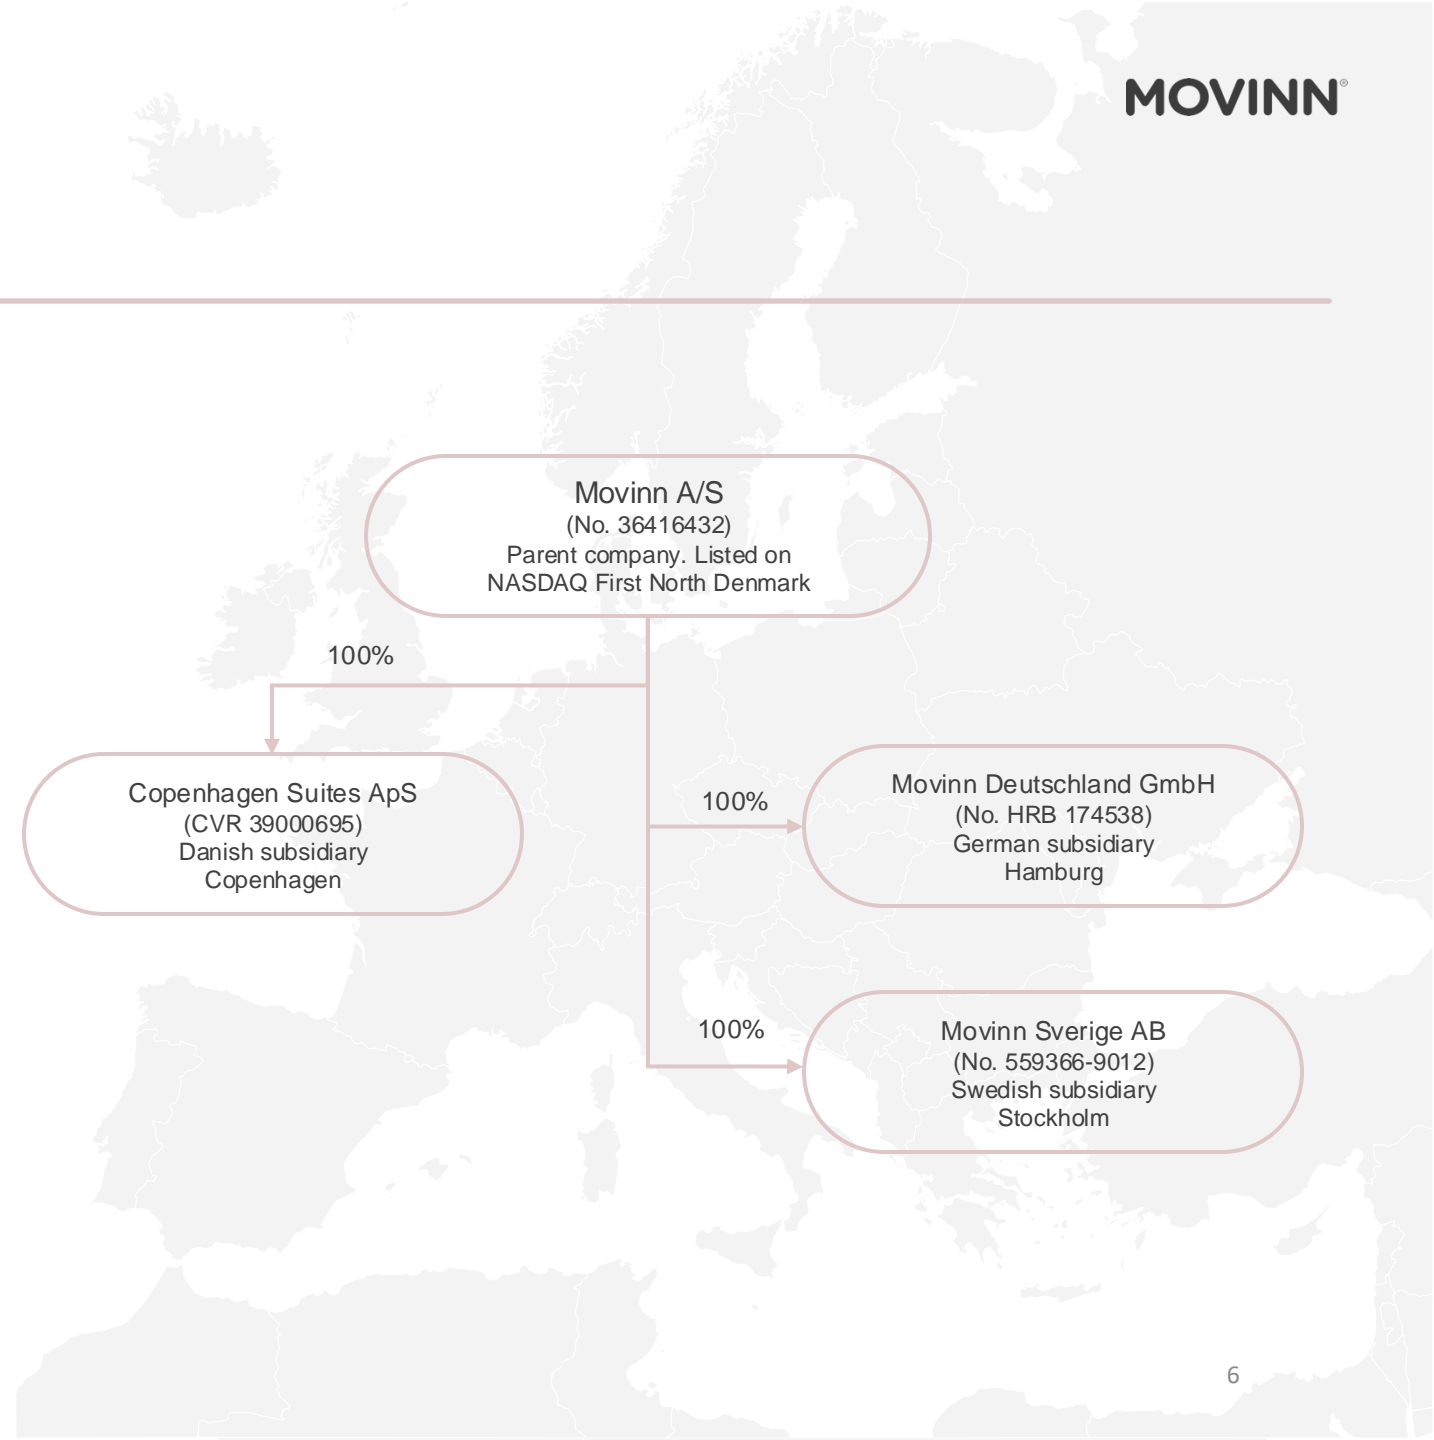 MOVINN®
Movinn A/S
(No. 36416432)
Parent company. Listed on
NASDAQ First North Denmark
100%
Copenhagen Suites ApS
(CVR 39000695)
Danish subsidiary
Copenhagen
100%
Movinn Deutschland GmbH
(No. HRB 174538)
German subsidiary
Hamburg
100%
Movinn Sverige AB
(No. 559366-9012)
Swedish subsidiary
Stockholm
6